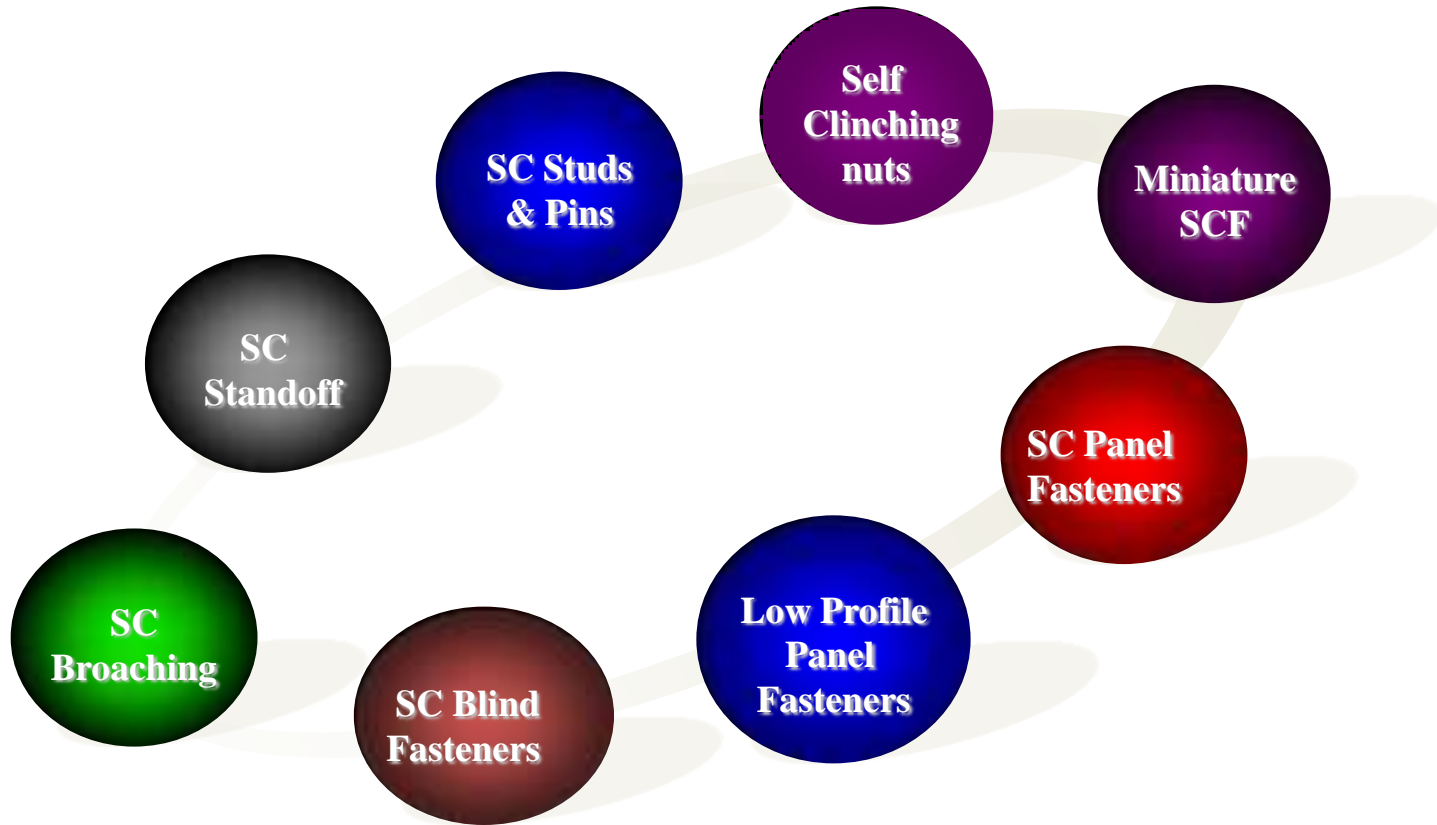 Self
Clinching
nuts
SC Studs
& Pins
Miniature
SCF
SC
Standoff
SC Panel
Fasteners
SC
Broaching
Low Profile
Panel
Fasteners
SC Blind
Fasteners